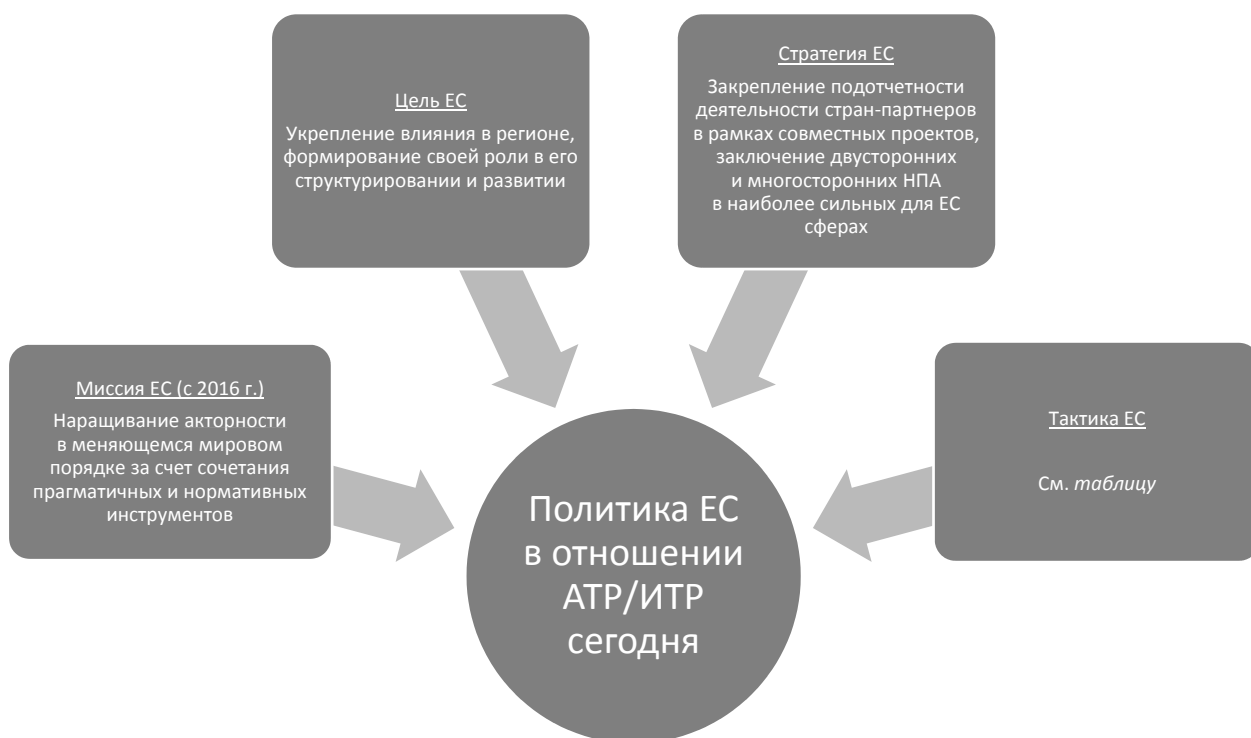 Цель ЕС
Укрепление влияния в регионе,
формирование своей роли в его
структурировании и развитии
Стратегия ЕС
Закрепление подотчетности
деятельности стран-партнеров
в рамках совместных проектов,
заключение двусторонних
и многосторонних НПА
в наиболее сильных для ЕС
сферах
Миссия ЕС (с 2016 г.)
Наращивание акторности
в меняющемся мировом
порядке за счет сочетания
прагматичных и нормативных
инструментов
Тактика ЕС
См. таблицу
Политика ЕС
в отношении
АТР/ИТР
сегодня